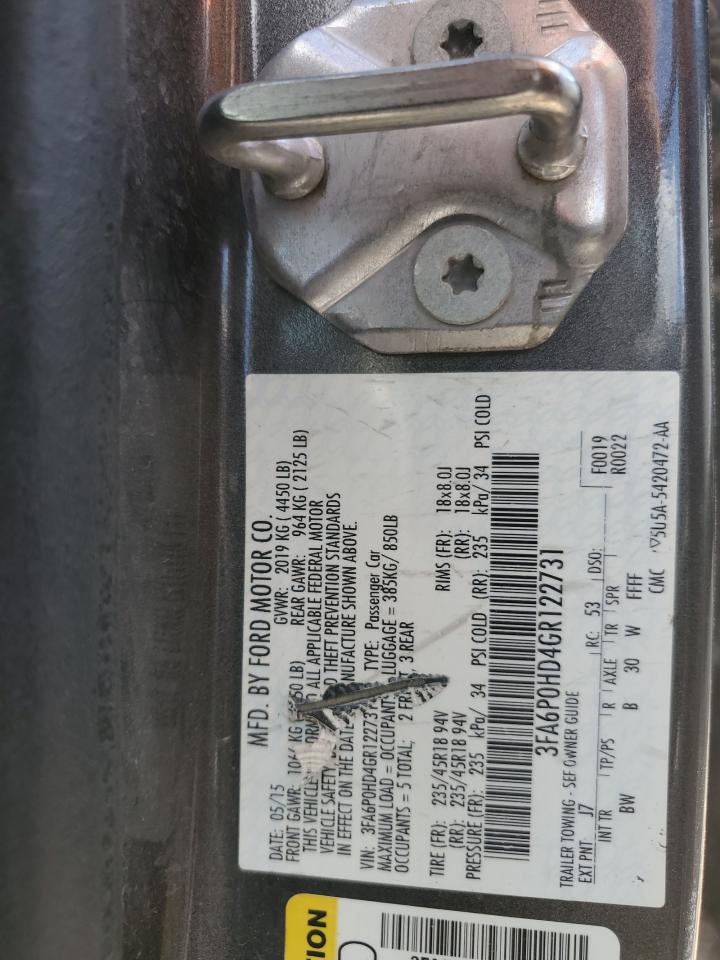 MFD. BY FORD MOTOR CO.
DATE: 05/15 GVWR: 2019 KG ( 4450 LB)
FRONT GAWR: KG LB) REAR GAWR: 964 KG ( 2125 LB)
THIS VEHICLE ALL APPLICABLE FEDERAL MOTOR
VEHICLE SAFETY THEFT PREVENTION STANDARDS
IN EFFECT ON THE DATE SHOWN ABOVE.
VIN: 3FA6P0HD4GR122731 TYPE: Passenger Car
MAXIMUM LOAD = OCCUPANTS LUGGAGE = 385KG/ 850LB
OCCUPANTS = 5 TOTAL: 2 3 REAR
TIRE (FR): 235/45R18 94V RIMS (FR): 18x8.0J
(RR): 235/45R18 94V (RR): 18x8.0J
PRESSURE (FR): 235 kPa/ 34 PSI COLD (RR): 235 kPa/ 34 PSI COLD
3FA6P0HD4GR122731
TRAILER TOWING - SEE OWNER GUIDE
EXT PNT: J7 RC: 53 DSO: F0019
R0022
INT TR TP/PS R AXLE TR SPR
BW B 30 W FFFF
CMC 5U5A-5420472-AA